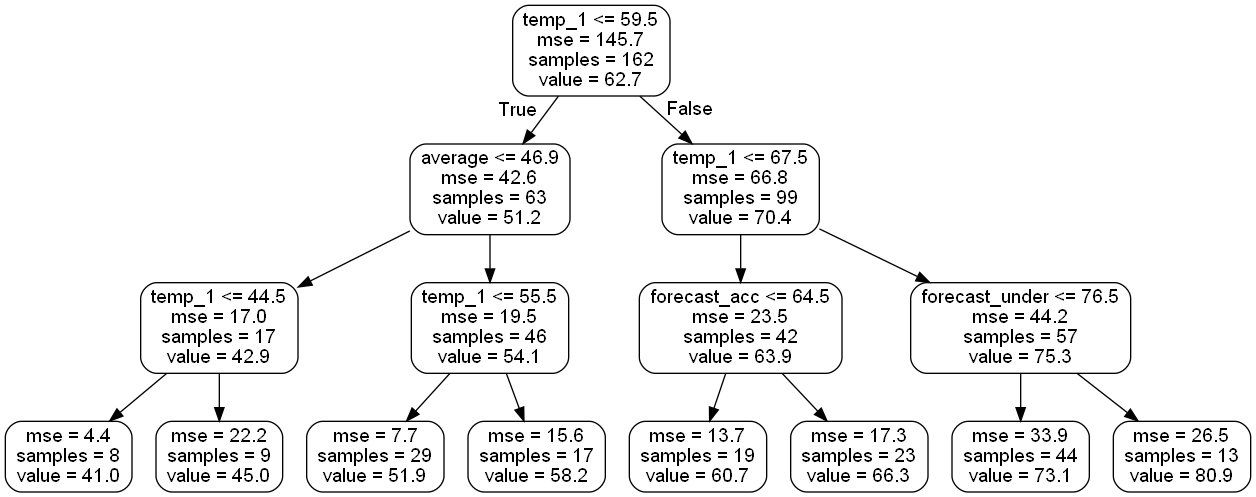 temp_1 <= 59.5
mse = 145.7
samples = 162
value = 62.7
True
False
average <= 46.9
mse = 42.6
samples = 63
value = 51.2
temp_1 <= 67.5
mse = 66.8
samples = 99
value = 70.4
temp_1 <= 44.5
mse = 17.0
samples = 17
value = 42.9
temp_1 <= 55.5
mse = 19.5
samples = 46
value = 54.1
forecast_acc <= 64.5
mse = 23.5
samples = 42
value = 63.9
forecast_under <= 76.5
mse = 44.2
samples = 57
value = 75.3
mse = 4.4
samples = 8
value = 41.0
mse = 22.2
samples = 9
value = 45.0
mse = 7.7
samples = 29
value = 51.9
mse = 15.6
samples = 17
value = 58.2
mse = 13.7
samples = 19
value = 60.7
mse = 17.3
samples = 23
value = 66.3
mse = 33.9
samples = 44
value = 73.1
mse = 26.5
samples = 13
value = 80.9